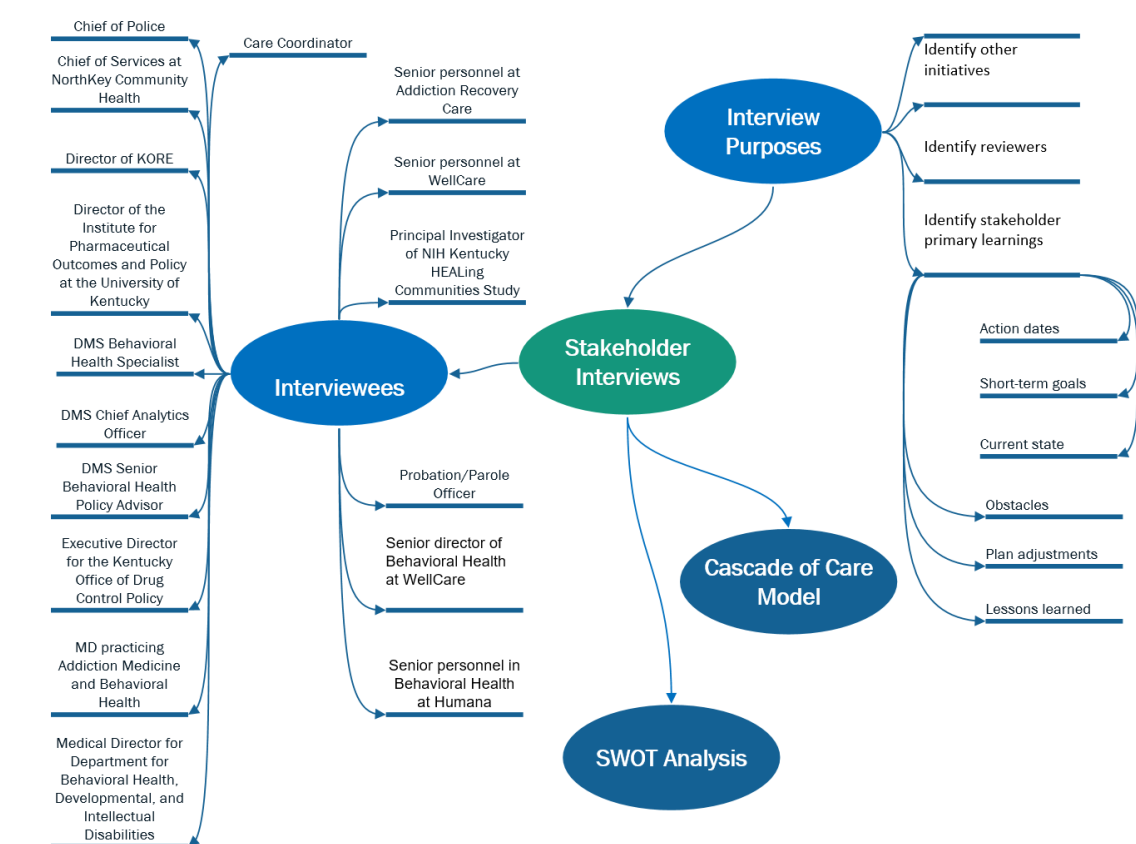 Chief of Police
Chief of Services at
NorthKey Community
Health
Director of KORE
Director of the
Institute for
Pharmaceutical
Outcomes and Policy
at the University of
Kentucky
DMS Behavioral
Health Specialist
DMS Chief Analytics
Officer
DMS Senior
Behavioral Health
Policy Advisor
Executive Director
for the Kentucky
Office of Drug
Control Policy
MD practicing
Addiction Medicine
and Behavioral
Health
Medical Director for
Department for
Behavioral Health,
Developmental, and
Intellectual
Disabilities
Care Coordinator
Senior personnel at
Addiction Recovery
Care
Senior personnel at
WellCare
Principal Investigator
of NIH Kentucky
HEALing
Communities Study
Interviewees
Probation/Parole
Officer
Senior director of
Behavioral Health
at WellCare
Senior personnel in
Behavioral Health
at Humana
Stakeholder
Interviews
Interview
Purposes
Cascade of Care
Model
SWOT Analysis
Identify other
initiatives
Identify reviewers
Identify stakeholder
primary learnings
Action dates
Short-term goals
Current state
Obstacles
Plan adjustments
Lessons learned